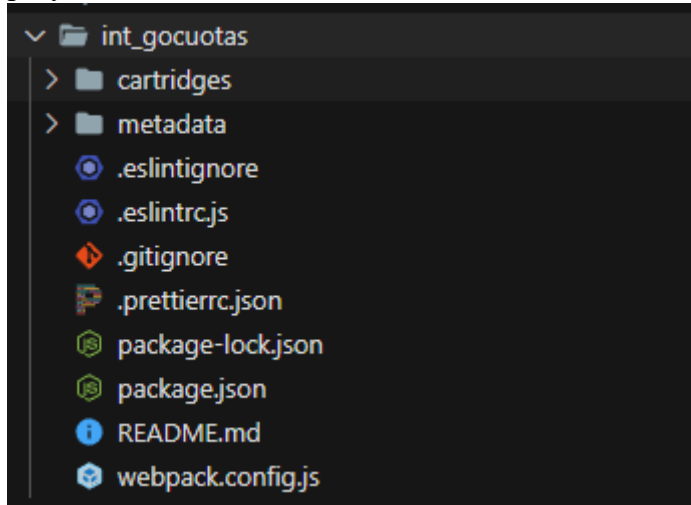 int_gocuotas
cartridges
metadata
.eslintignore
.eslintrc.js
.gitignore
.prettierrc.json
package-lock.json
package.json
README.md
webpack.config.js